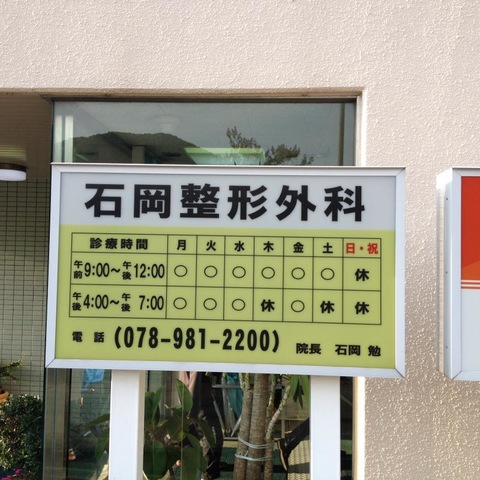 石岡整形外科
診療時間 月 火 水 木 金 土 日・祝
午前9:00〜午後12:00 ○ ○ ○ ○ ○ ○ 休
午後4:00〜午後7:00 ○ ○ ○ 休 ○ 休 休
電話 (078-981-2200) 院長 石岡 勉